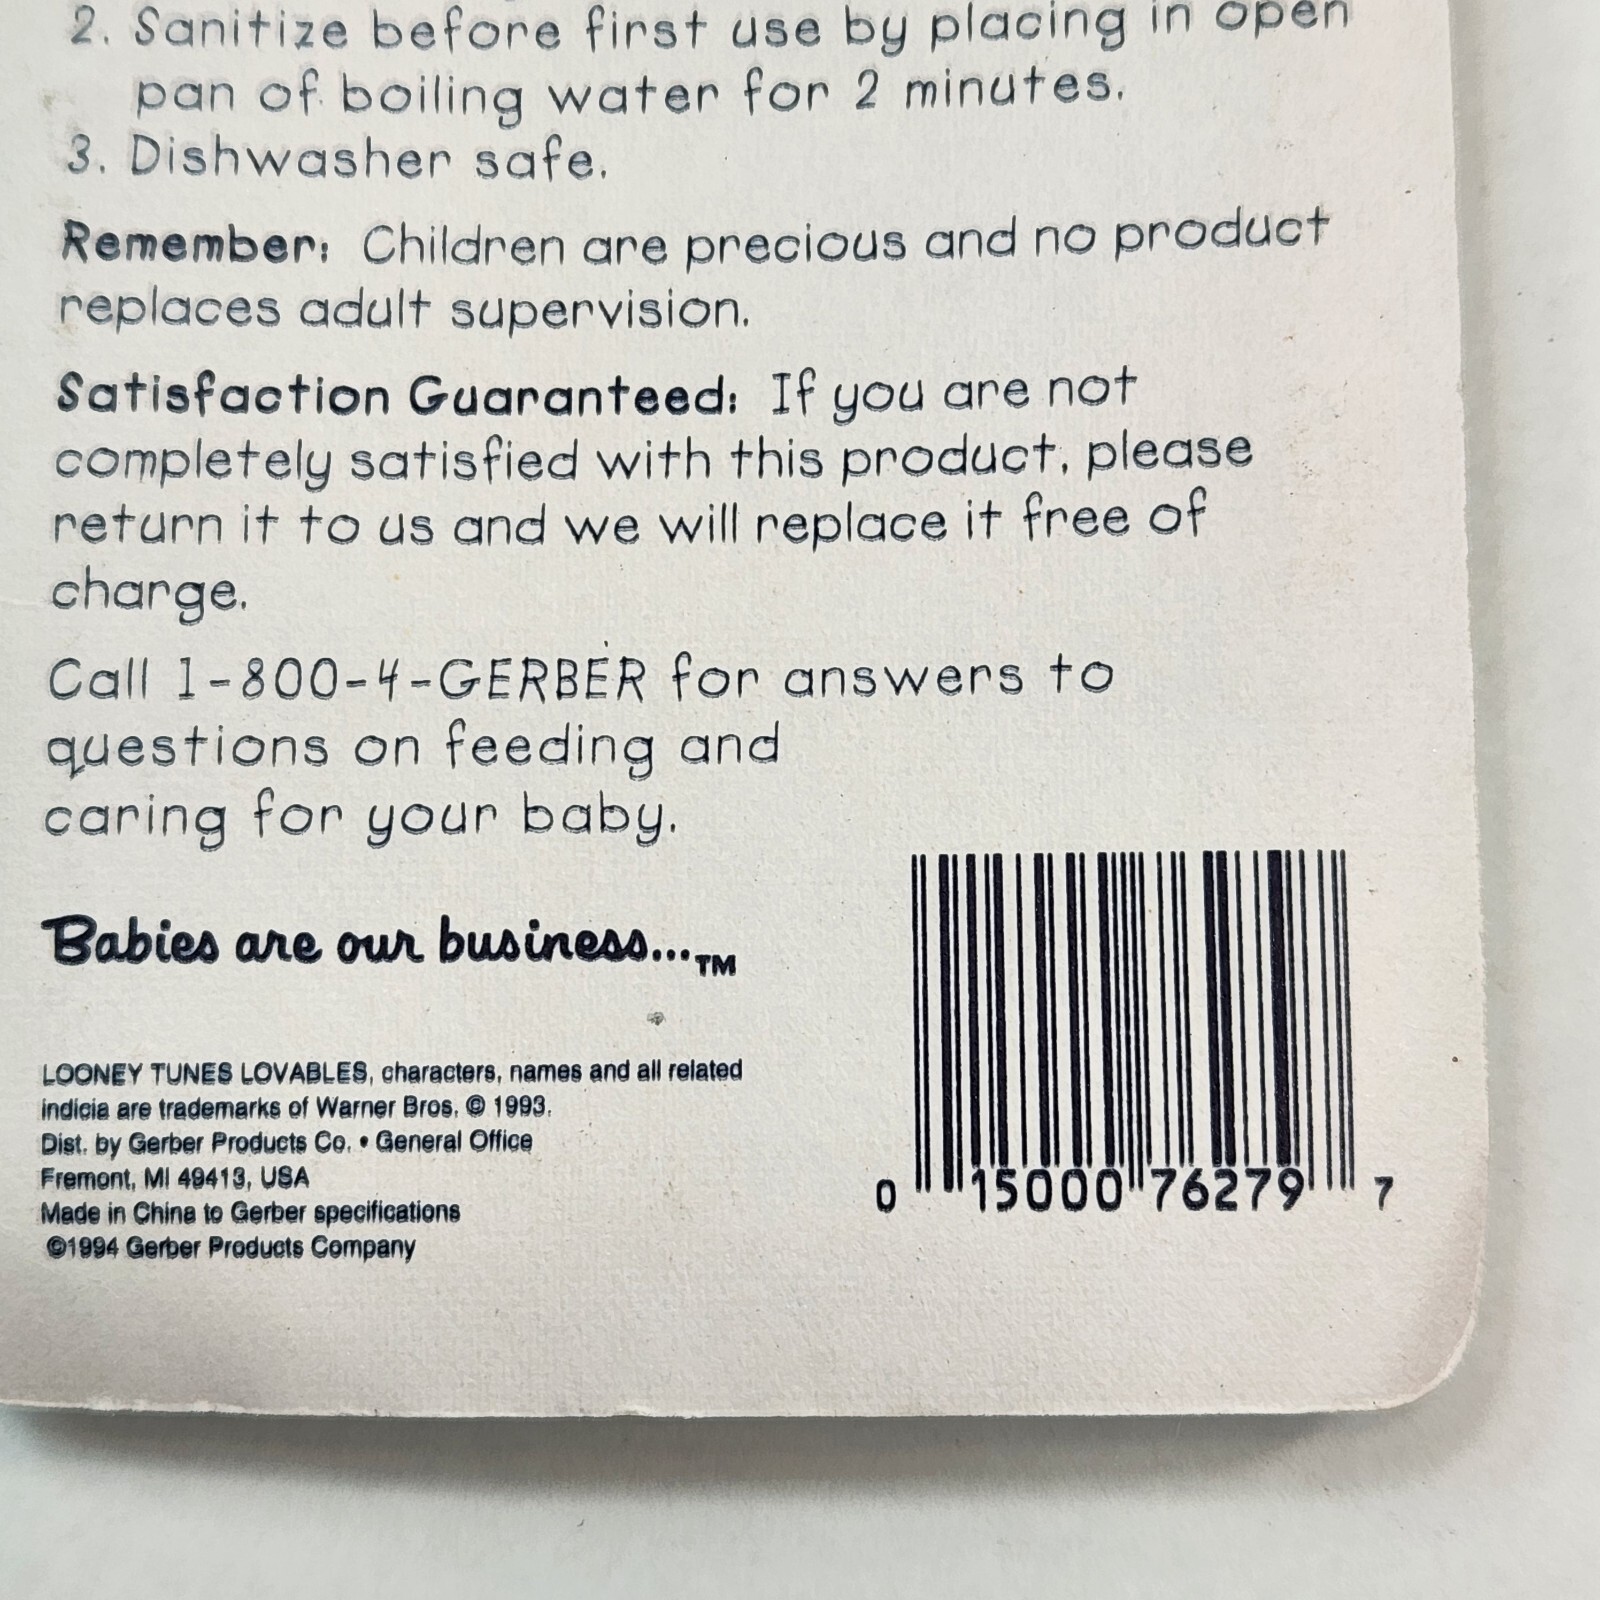 2. Sanitize before first use by placing in open
pan of boiling water for 2 minutes.
3. Dishwasher safe.
Remember: Children are precious and no product
replaces adult supervision.
Satisfaction Guaranteed: If you are not
completely satisfied with this product, please
return it to us and we will replace it free of
charge.
Call 1-800-4-GERBER for answers to
questions on feeding and
caring for your baby.
Babies are our business...TM
LOONEY TUNES LOVABLES, characters, names and all related
indicia are trademarks of Warner Bros. © 1993.
Dist. by Gerber Products Co. • General Office
Fremont, MI 49413, USA
Made in China to Gerber specifications
©1994 Gerber Products Company
0 15000 76279 7